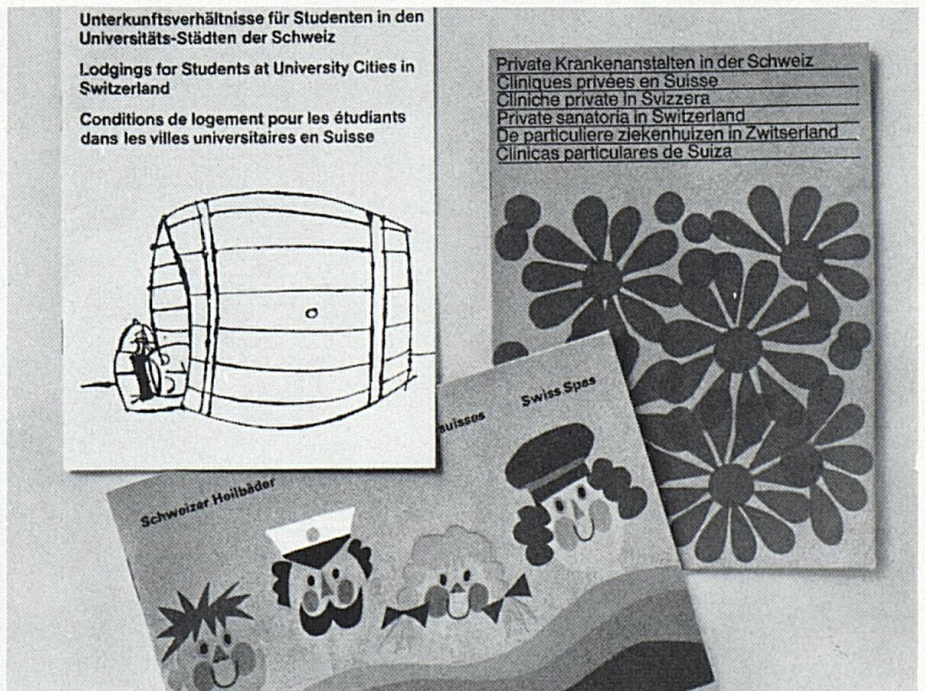 Unterkunftsverhältnisse für Studenten in den
Universitäts-Städten der Schweiz
Lodgings for Students at University Cities in
Switzerland
Conditions de logement pour les étudiants
dans les villes universitaires en Suisse
Private Krankenanstalten in der Schweiz
Cliniques privées en Suisse
Cliniche private in Svizzera
Private sanatoria in Switzerland
De particuliere ziekenhuizen in Zwitserland
Clinicas particulares de Suiza
Schweizer Heilbäder
suisses
Swiss Spas